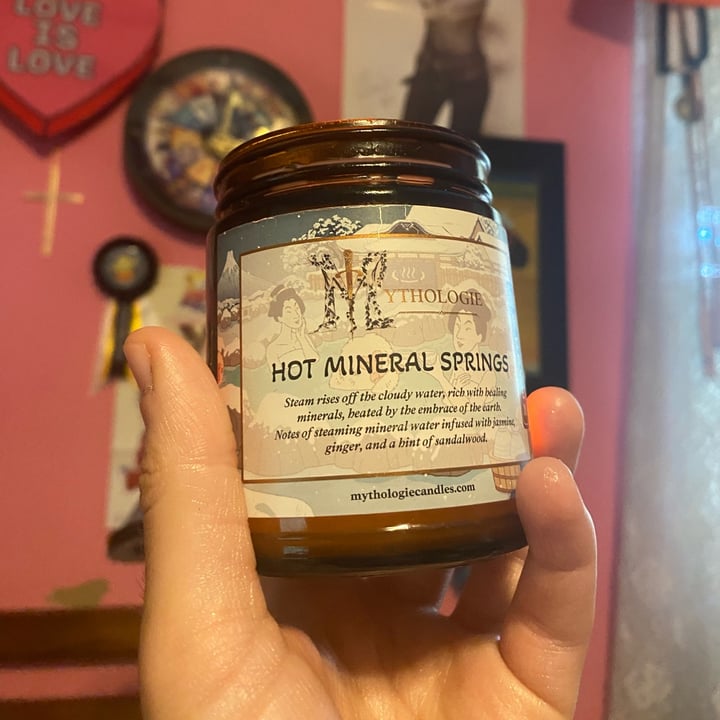 LOVE
IS
LOVE
MYTHOLOGIE
HOT MINERAL SPRINGS
Steam rises off the cloudy water, rich with healing
minerals, heated by the embrace of the earth.
Notes of steaming mineral water infused with jasmine,
ginger, and a hint of sandalwood.
mythologiecandles.com